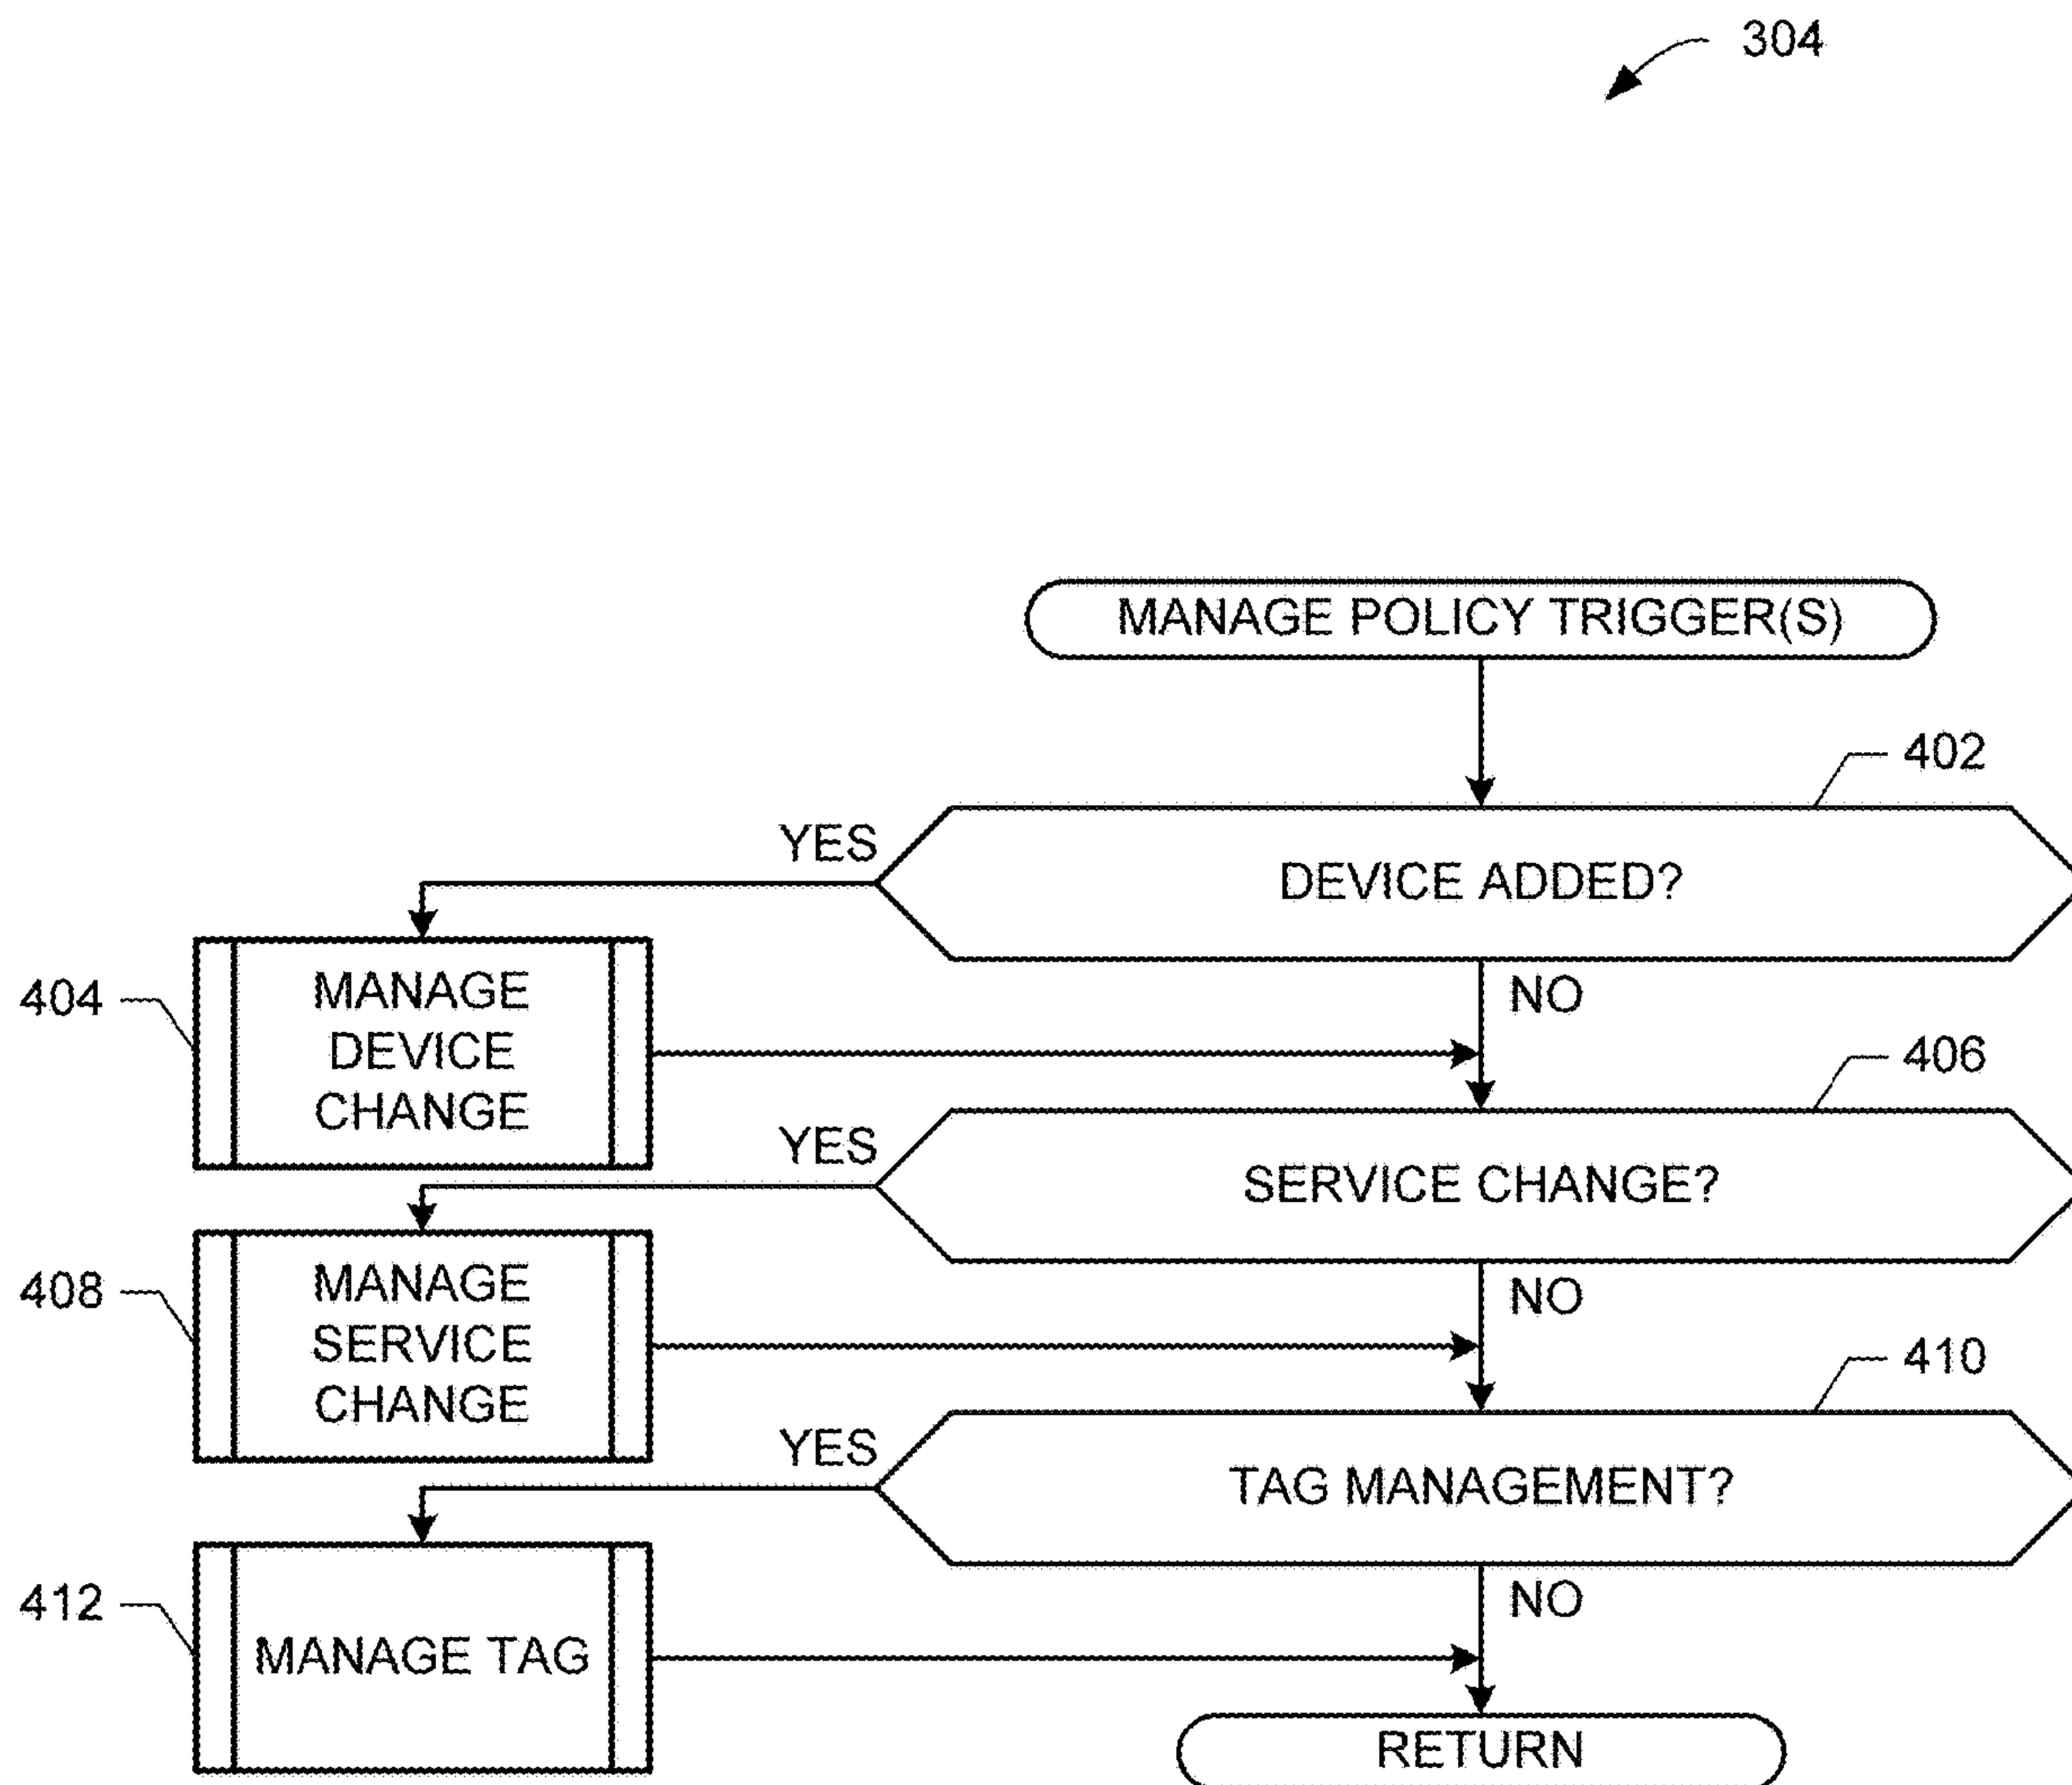 304
MANAGE POLICY TRIGGER(S)
402
YES
DEVICE ADDED?
NO
404
MANAGE
DEVICE
CHANGE
406
YES
SERVICE CHANGE?
NO
408
MANAGE
SERVICE
CHANGE
410
YES
TAG MANAGEMENT?
NO
412
MANAGE TAG
RETURN